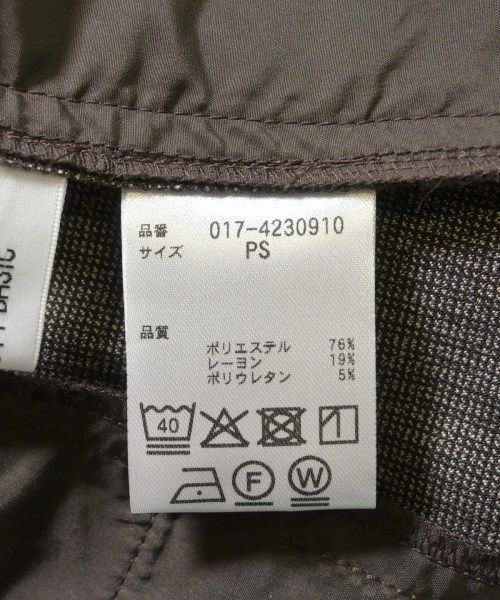 品番 017-4230910
サイズ PS
品質
ポリエステル 76%
レーヨン 19%
ポリウレタン 5%
40
F W
BASIC